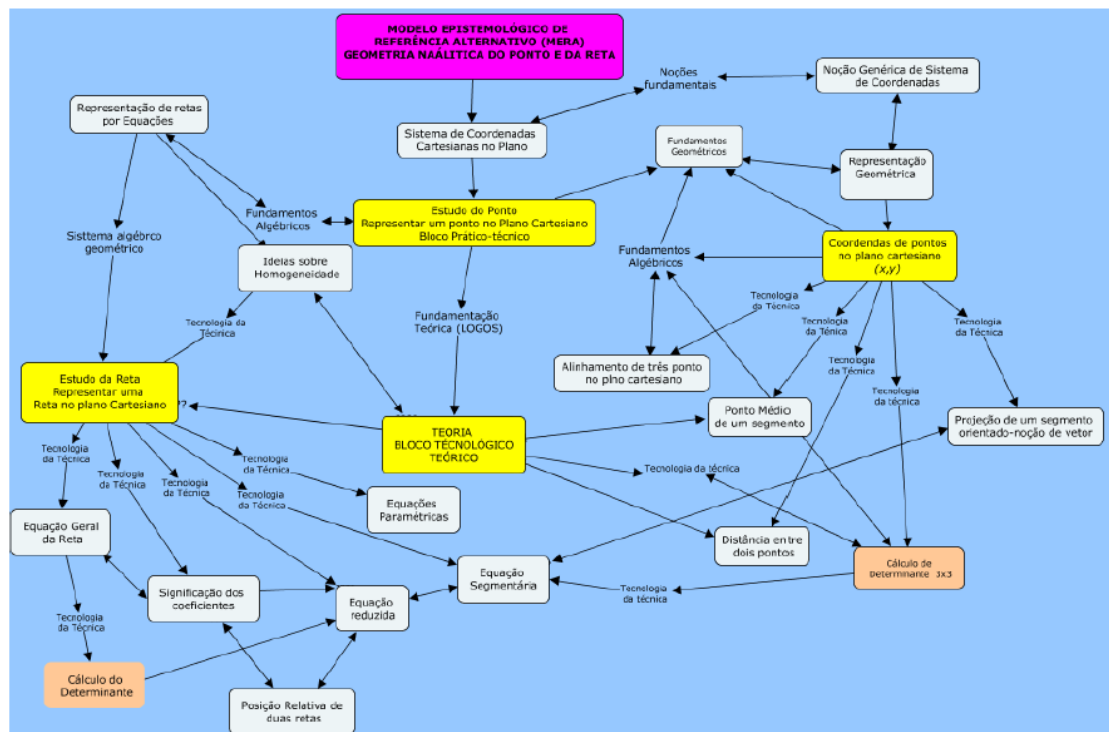 MODELO EPISTEMOLÓGICO DE
REFERÊNCIA ALTERNATIVO (MERA)
GEOMETRIA NAÁLITICA DO PONTO E DA RETA
Noções
fundamentais
Noção Genérica de Sistema
de Coordenadas
Representação de retas
por Equações
Sistema de Coordenadas
Cartesianas no Plano
Fundamentos
Geométricos
Representação
Geométrica
Fundamentos
Algébricos
Estudo do Ponto
Representar um ponto no Plano Cartesiano
Bloco Prático-técnico
Sisttema algébrco
geométrico
Ideias sobre
Homogeneidade
Fundamentos
Algébricos
Coordendas de pontos
no plano cartesiano
(x,y)
Fundamentação
Teórica (LOGOS)
Tecnologia da
Técinica
Tecnologia da
Técnica
Tecnologia
da Ténica
Tecnologia
da Técnica
Tecnologia
da Técnica
Alinhamento de três ponto
no plno cartesiano
Estudo da Reta
Representar uma
Reta no plano Cartesiano
??
Tecnologia
da técnica
Ponto Médio
de um segmento
Projeção de um segmento
orientado-noção de vetor
TEORIA
BLOCO TÉCNOLÓGICO
TEÓRICO
Tecnologia
da Técnica
Tecnologia
da Técnica
Tecnologia
da Técnica
Tecnologia
da Técnica
Tecnologia
da Técnica
Tecnologia da técnica
Equações
Paramétricas
Equação Geral
da Reta
Distância entre
dois pontos
Cálculo de
Determinante 3x3
Equação
Segmentária
Significação dos
coeficientes
Equação
reduzida
Tecnologia
da técnica
Tecnologia
da Técnica
Cálculo do
Determinante
Posição Relativa de
duas retas